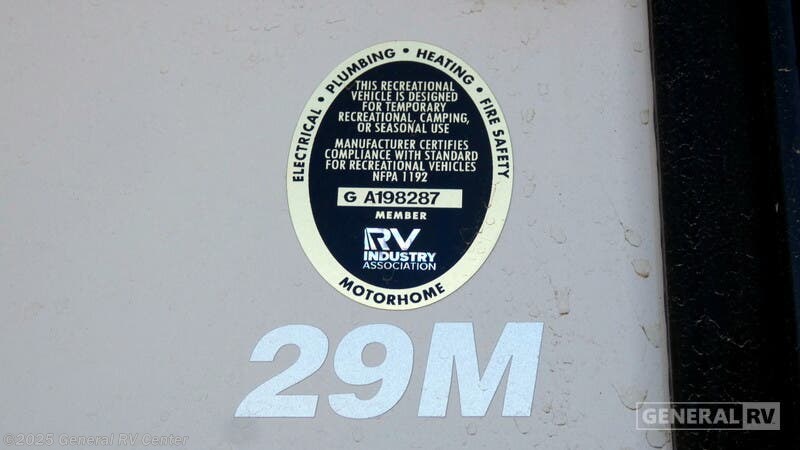 ELECTRICAL • PLUMBING • HEATING • FIRE SAFETY
THIS RECREATIONAL
VEHICLE IS DESIGNED
FOR TEMPORARY
RECREATIONAL, CAMPING,
OR SEASONAL USE
MANUFACTURER CERTIFIES
COMPLIANCE WITH STANDARD
FOR RECREATIONAL VEHICLES
NFPA 1192
G A198287
MEMBER
RV
INDUSTRY
ASSOCIATION
MOTORHOME
29M
GENERAL RV
©2025 General RV Center